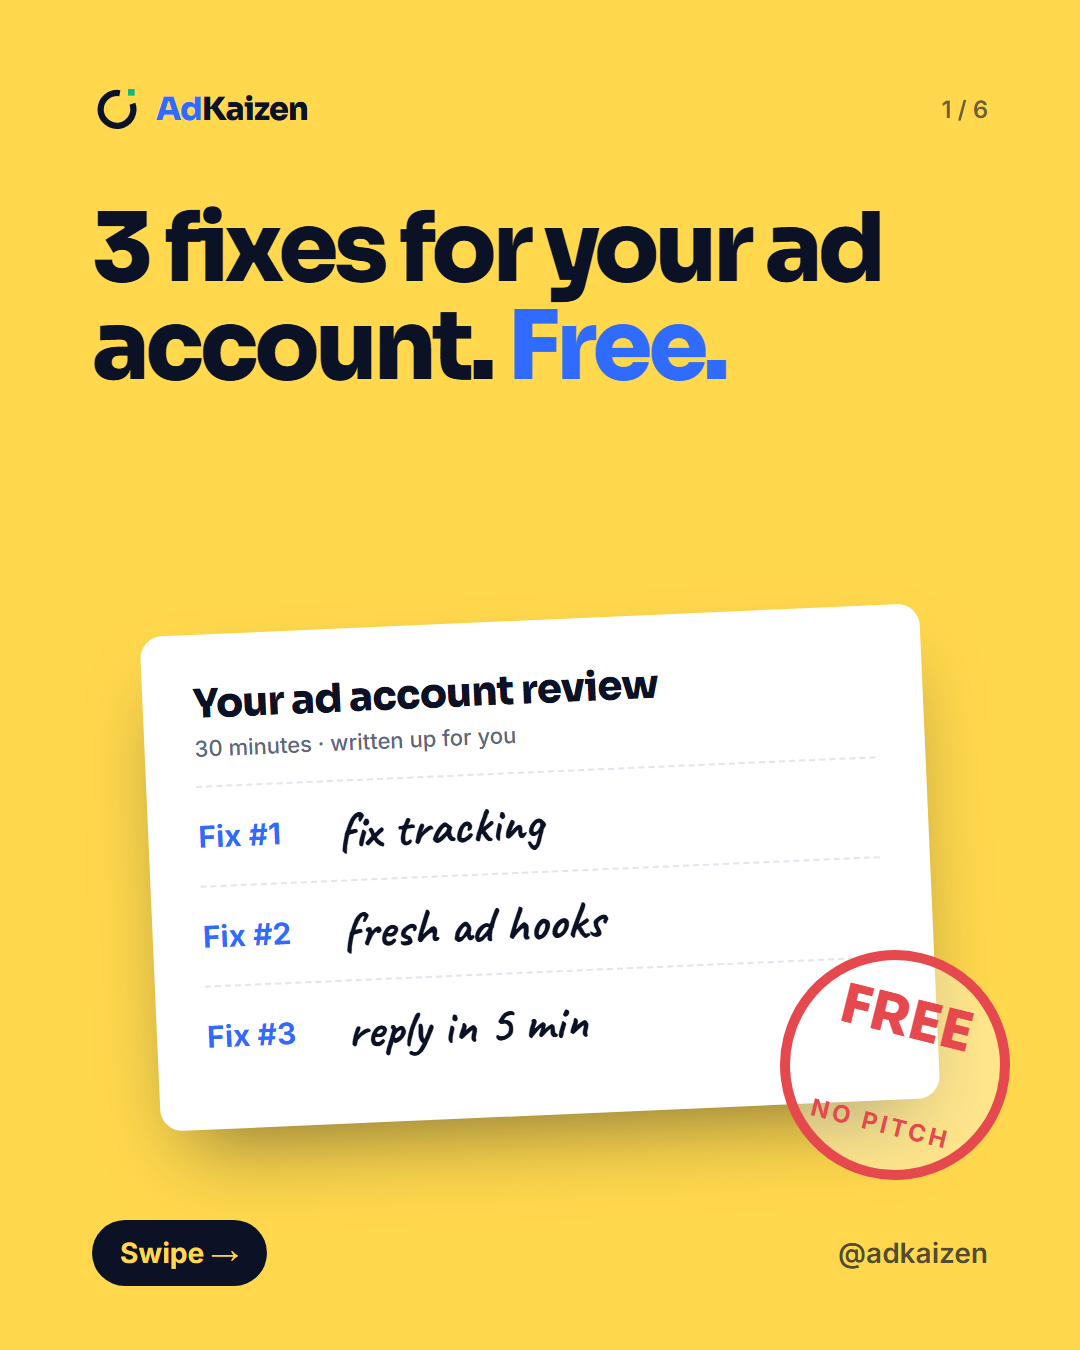 AdKaizen
1 / 6
3 fixes for your ad
account. Free.
Your ad account review
30 minutes · written up for you
Fix #1 fix tracking
Fix #2 fresh ad hooks
Fix #3 reply in 5 min
FREE
NO PITCH
Swipe →
@adkaizen